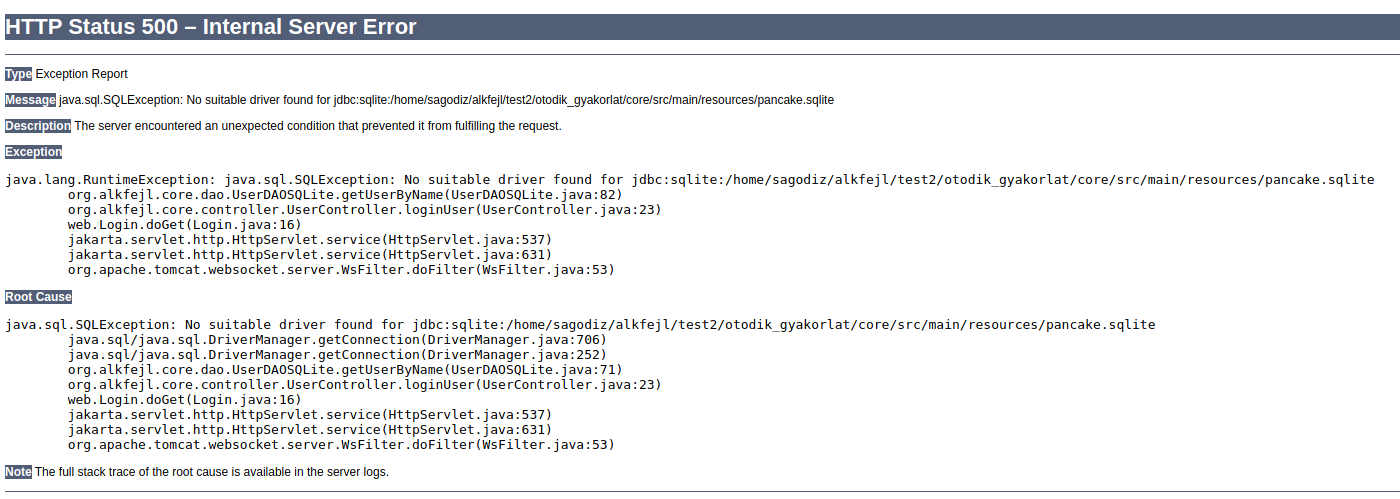 HTTP Status 500 – Internal Server Error
Type Exception Report
Message java.sql.SQLException: No suitable driver found for jdbc:sqlite:/home/sagodiz/alkfejl/test2/otodik_gyakorlat/core/src/main/resources/pancake.sqlite
Description The server encountered an unexpected condition that prevented it from fulfilling the request.
Exception
java.lang.RuntimeException: java.sql.SQLException: No suitable driver found for jdbc:sqlite:/home/sagodiz/alkfejl/test2/otodik_gyakorlat/core/src/main/resources/pancake.sqlite
org.alkfejl.core.dao.UserDAOSQLite.getUserByName(UserDAOSQLite.java:82)
org.alkfejl.core.controller.UserController.loginUser(UserController.java:23)
web.Login.doGet(Login.java:16)
jakarta.servlet.http.HttpServlet.service(HttpServlet.java:537)
jakarta.servlet.http.HttpServlet.service(HttpServlet.java:631)
org.apache.tomcat.websocket.server.WsFilter.doFilter(WsFilter.java:53)
Root Cause
java.sql.SQLException: No suitable driver found for jdbc:sqlite:/home/sagodiz/alkfejl/test2/otodik_gyakorlat/core/src/main/resources/pancake.sqlite
java.sql/java.sql.DriverManager.getConnection(DriverManager.java:706)
java.sql/java.sql.DriverManager.getConnection(DriverManager.java:252)
org.alkfejl.core.dao.UserDAOSQLite.getUserByName(UserDAOSQLite.java:71)
org.alkfejl.core.controller.UserController.loginUser(UserController.java:23)
web.Login.doGet(Login.java:16)
jakarta.servlet.http.HttpServlet.service(HttpServlet.java:537)
jakarta.servlet.http.HttpServlet.service(HttpServlet.java:631)
org.apache.tomcat.websocket.server.WsFilter.doFilter(WsFilter.java:53)
Note The full stack trace of the root cause is available in the server logs.